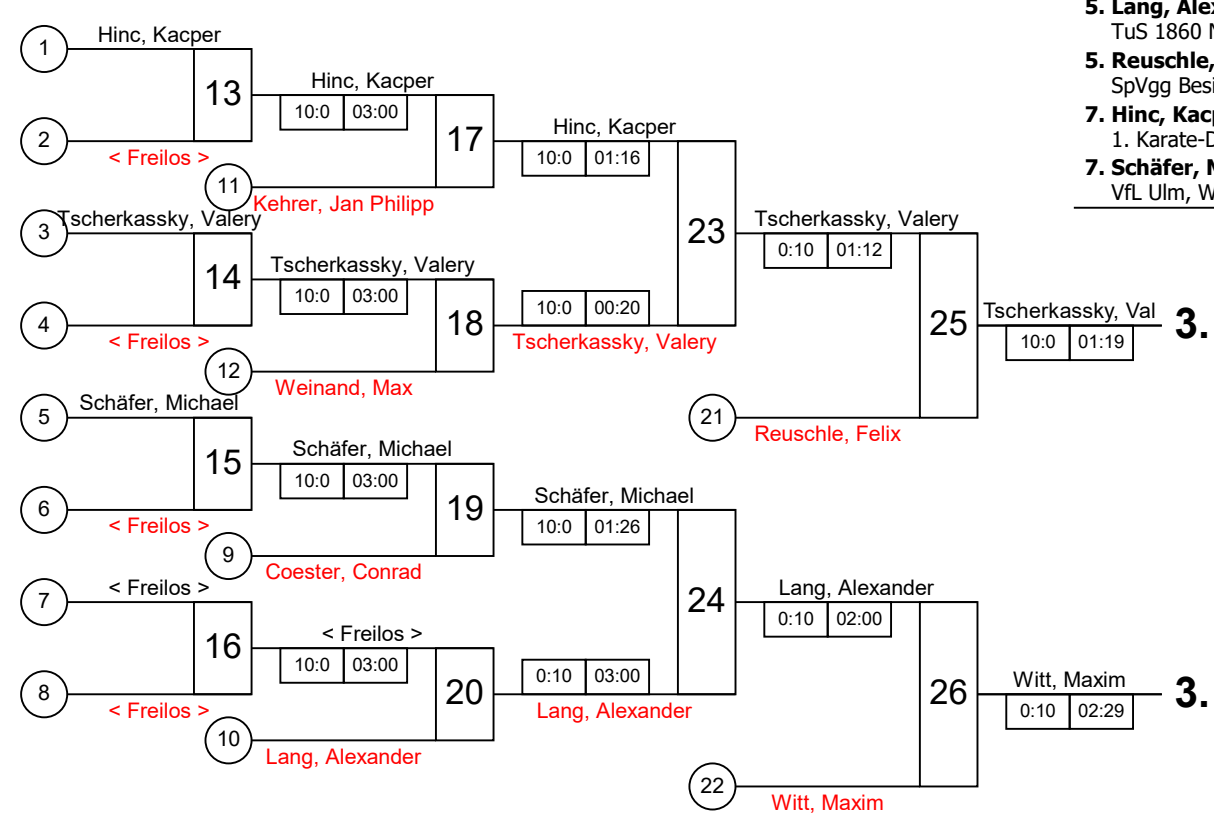 5. Lang,
TuS 1860
5. Reuschle,
SpVgg
7. Hinc,
1. Karate-
7. Schäfer,
VfL Ulm,
1
Hinc, Kacper
13
2
< Freilos >
Hinc, Kacper
10:0 03:00
17
11
Kehrer, Jan Philipp
Hinc, Kacper
10:0 01:16
23
3
Tscherkassky, Valery
14
4
< Freilos >
Tscherkassky, Valery
10:0 03:00
18
12
Weinand, Max
10:0 00:20
Tscherkassky, Valery
Tscherkassky, Valery
0:10 01:12
25
21
Reuschle, Felix
Tscherkassky, Val
10:0 01:19
3.
5
Schäfer, Michael
15
6
< Freilos >
Schäfer, Michael
10:0 03:00
19
9
Coester, Conrad
Schäfer, Michael
10:0 01:26
24
7
< Freilos >
16
8
< Freilos >
< Freilos >
10:0 03:00
20
10
Lang, Alexander
0:10 03:00
Lang, Alexander
Lang, Alexander
0:10 02:00
26
22
Witt, Maxim
Witt, Maxim
0:10 02:29
3.